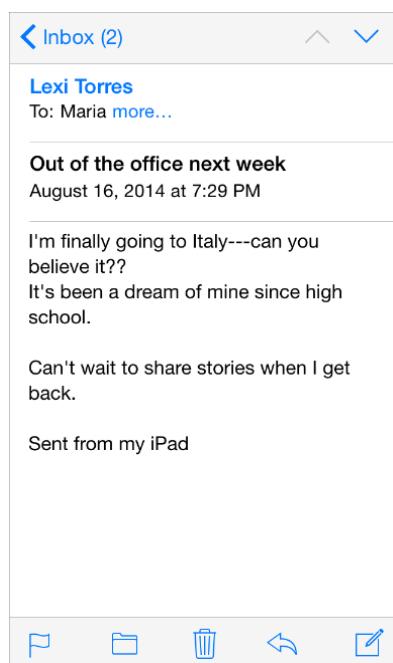 Inbox (2)
Lexi Torres
To: Maria more...
Out of the office next week
August 16, 2014 at 7:29 PM
I'm finally going to Italy---can you
believe it??
It's been a dream of mine since high
school.
Can't wait to share stories when I get
back.
Sent from my iPad